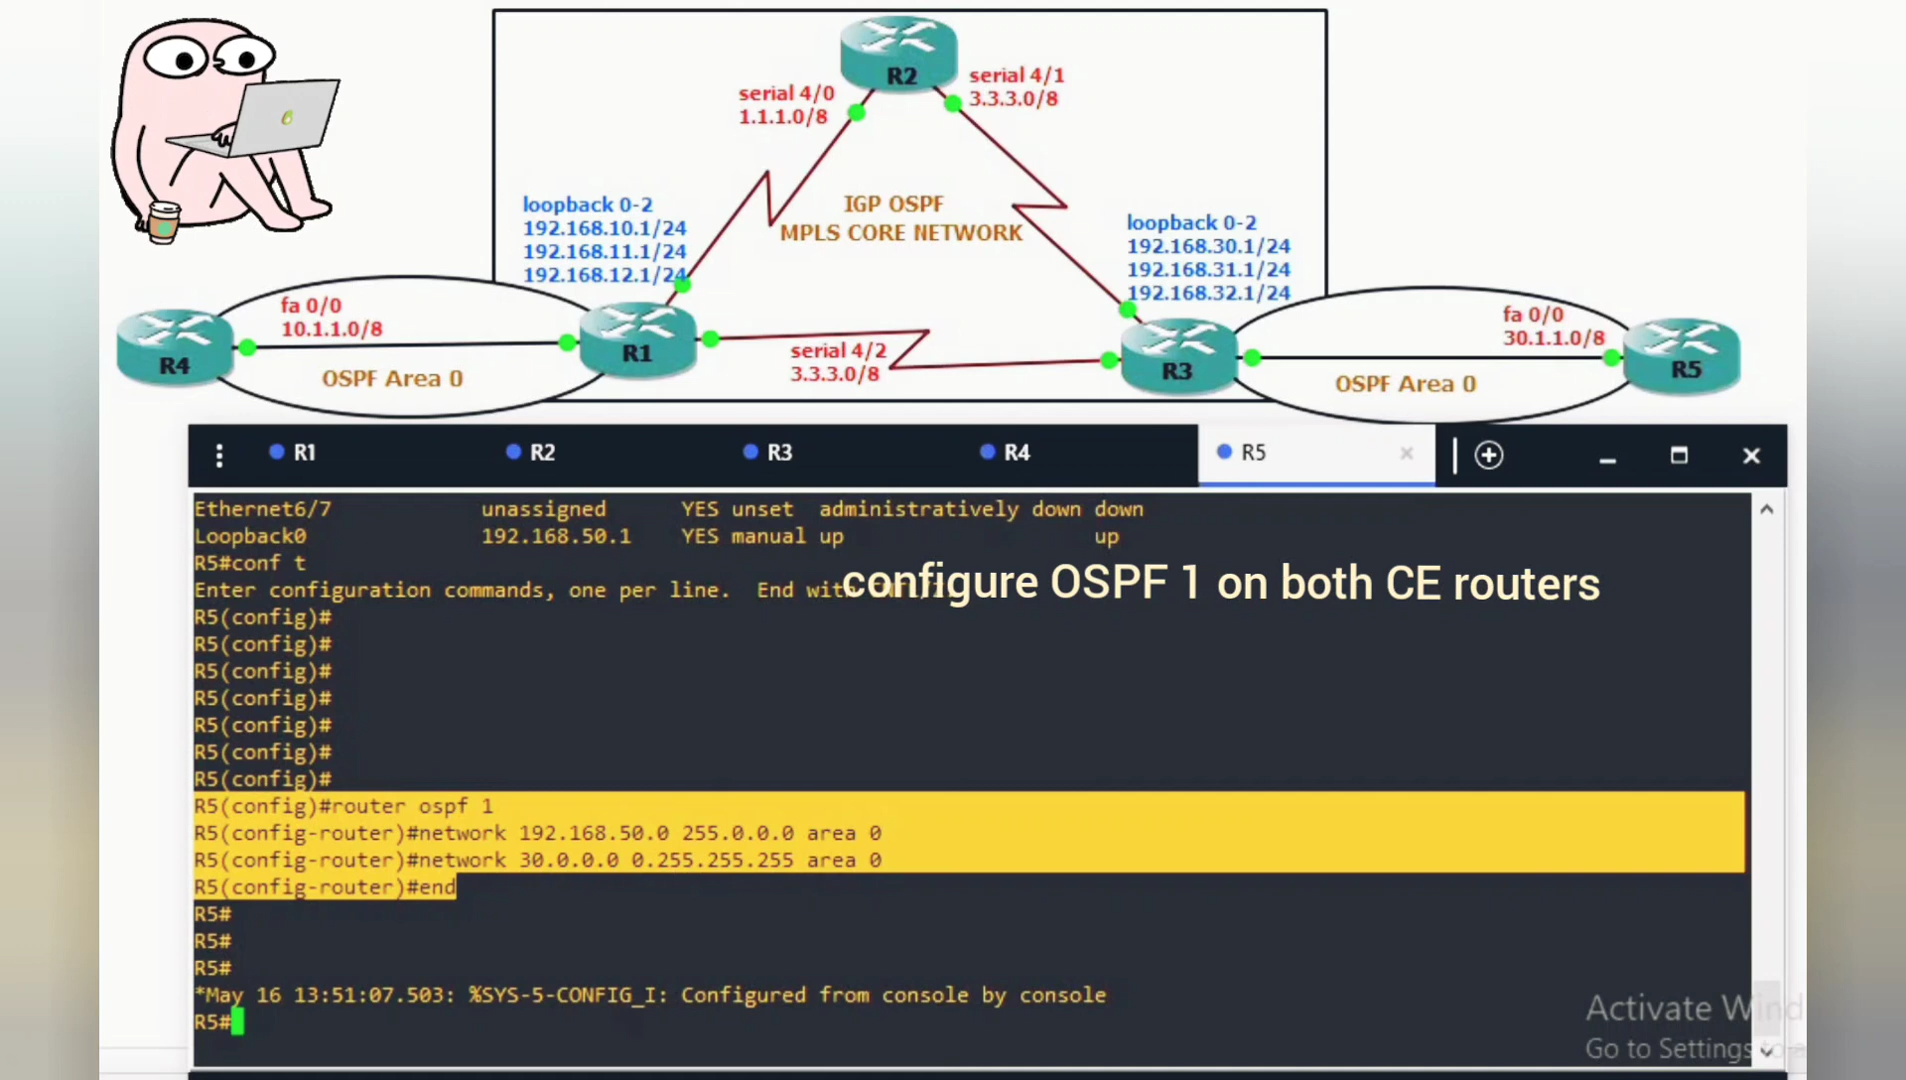 R2
serial 4/0
1.1.1.0/8
serial 4/1
3.3.3.0/8
IGP OSPF
MPLS CORE NETWORK
loopback 0-2
192.168.10.1/24
192.168.11.1/24
192.168.12.1/24
loopback 0-2
192.168.30.1/24
192.168.31.1/24
192.168.32.1/24
R4
fa 0/0
10.1.1.0/8
OSPF Area 0
R1
serial 4/2
3.3.3.0/8
R3
fa 0/0
30.1.1.0/8
OSPF Area 0
R5
R1 R2 R3 R4 R5
Ethernet6/7 unassigned YES unset administratively down down
Loopback0 192.168.50.1 YES manual up up
R5#conf t
Enter configuration commands, one per line. End with
configure OSPF 1 on both CE routers
R5(config)#
R5(config)#
R5(config)#
R5(config)#
R5(config)#
R5(config)#
R5(config)#
R5(config)#router ospf 1
R5(config-router)#network 192.168.50.0 255.0.0.0 area 0
R5(config-router)#network 30.0.0.0 0.255.255.255 area 0
R5(config-router)#end
R5#
R5#
R5#
*May 16 13:51:07.503: %SYS-5-CONFIG_I: Configured from console by console
R5#
Activate Wind
Go to Settings to a